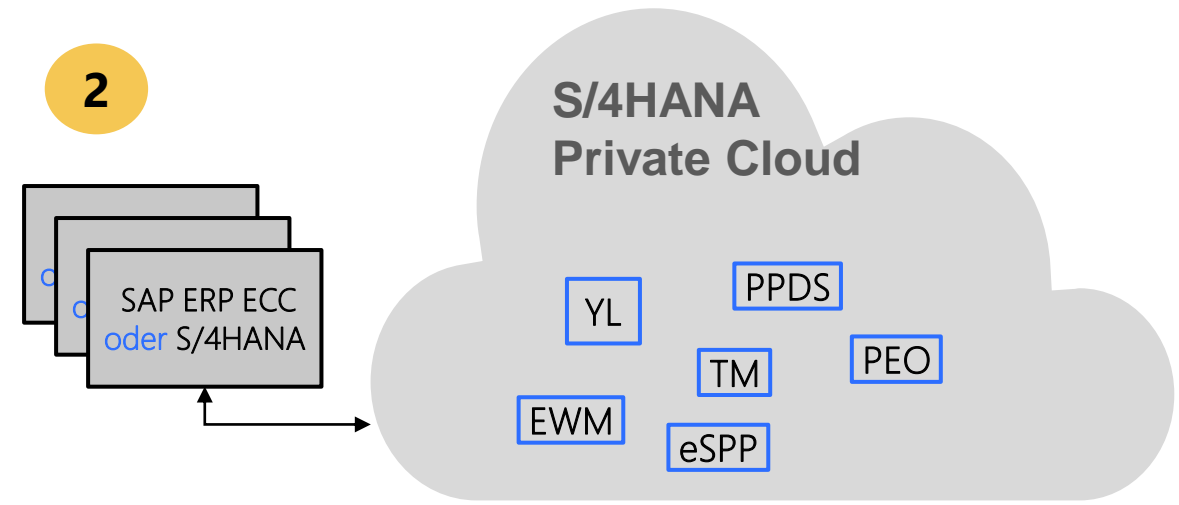 2
S/4HANA
Private Cloud
SAP ERP ECC
oder S/4HANA
YL
PPDS
TM
PEO
EWM
eSPP